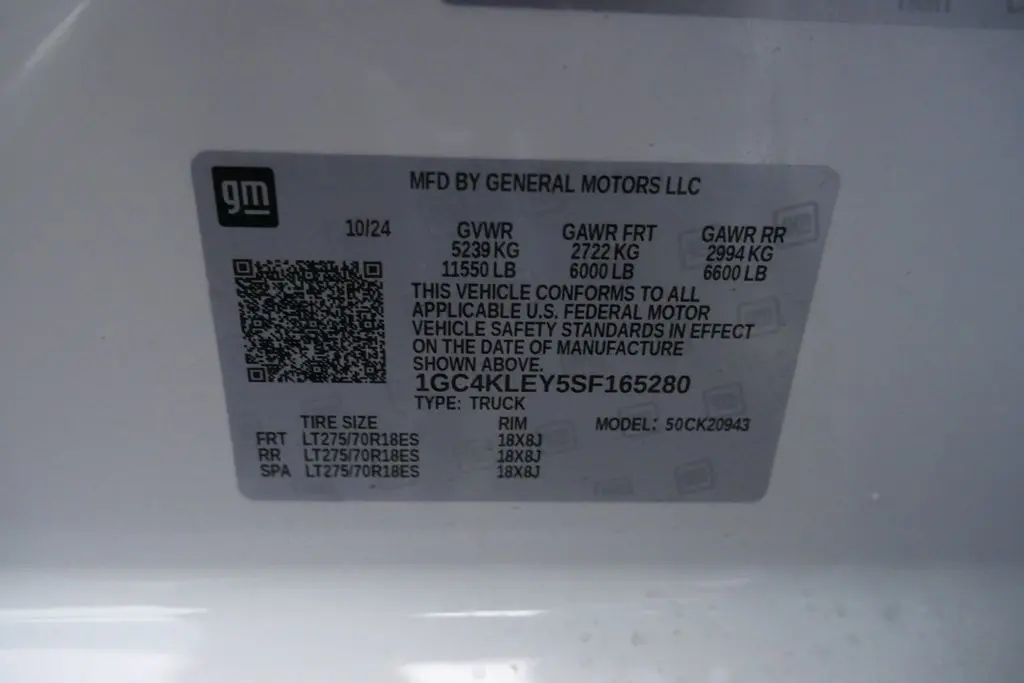 gm
MFD BY GENERAL MOTORS LLC
10/24 GVWR GAWR FRT GAWR RR
5239 KG 2722 KG 2994 KG
11550 LB 6000 LB 6600 LB
THIS VEHICLE CONFORMS TO ALL
APPLICABLE U.S. FEDERAL MOTOR
VEHICLE SAFETY STANDARDS IN EFFECT
ON THE DATE OF MANUFACTURE
SHOWN ABOVE.
1GC4KLEY5SF165280
TYPE: TRUCK
TIRE SIZE RIM MODEL: 50CK20943
FRT LT275/70R18ES 18X8J
RR LT275/70R18ES 18X8J
SPA LT275/70R18ES 18X8J